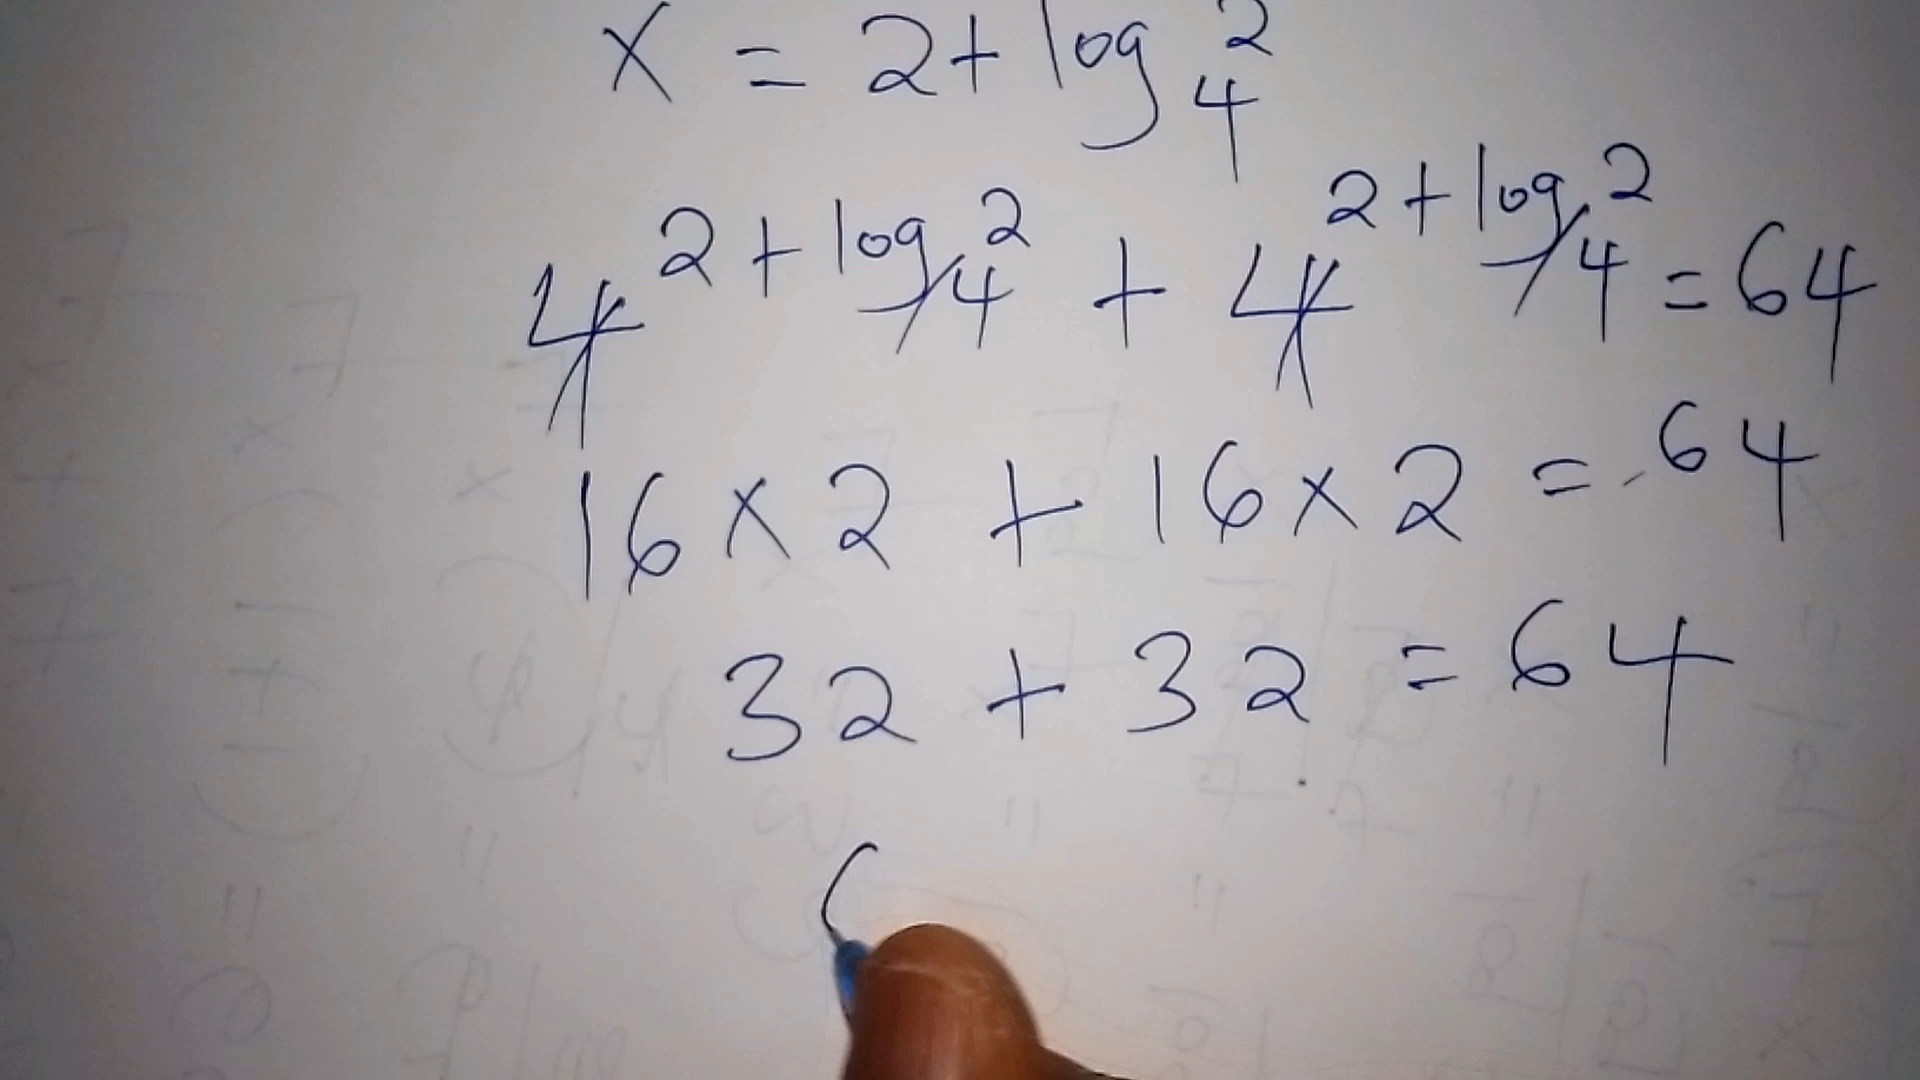 x = 2 + log₄2
4^(2 + log₄2) + 4^(2 + log₄2) = 64
16 × 2 + 16 × 2 = 64
32 + 32 = 64